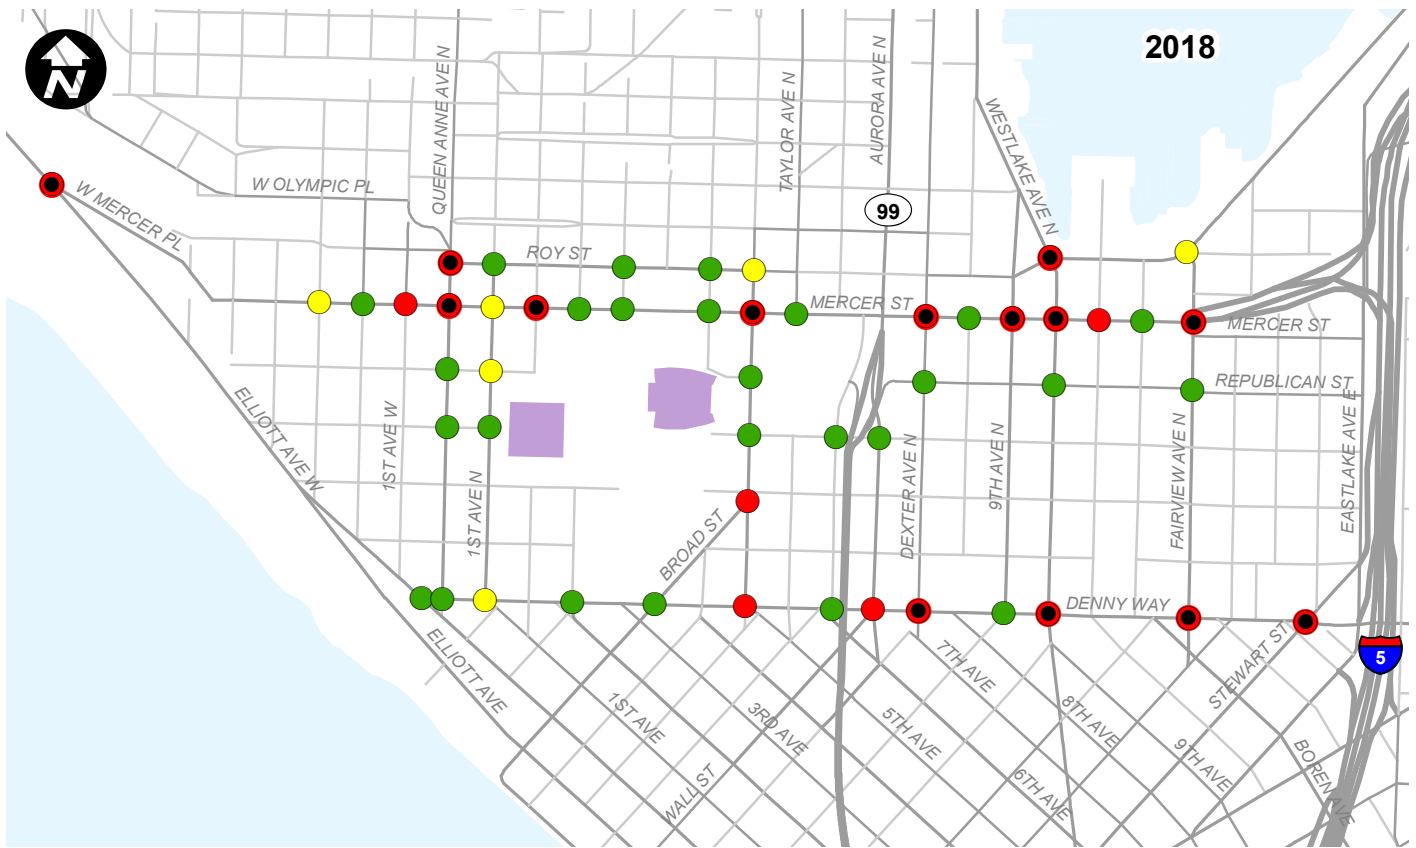 2018
N
QUEEN ANNE AVE N
TAYLOR AVE N
AURORA AVE N
WESTLAKE AVE N
W OLYMPIC PL
W MERCER PL
99
ROY ST
MERCER ST
MERCER ST
REPUBLICAN ST
ELLIOTT AVE W
1ST AVE W
1ST AVE N
BROAD ST
DEXTER AVE N
9TH AVE N
FAIRVIEW AVE N
EASTLAKE AVE E
DENNY WAY
ELLIOTT AVE
1ST AVE
3RD AVE
5TH AVE
7TH AVE
8TH AVE
6TH AVE
9TH AVE
WALL ST
STEWART ST
BOREN AVE
5